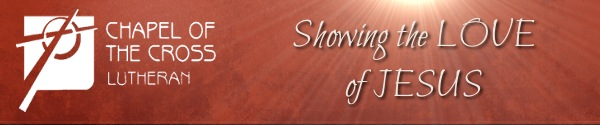 CHAPEL OF
THE CROSS
LUTHERAN
Showing the LOVE
of JESUS